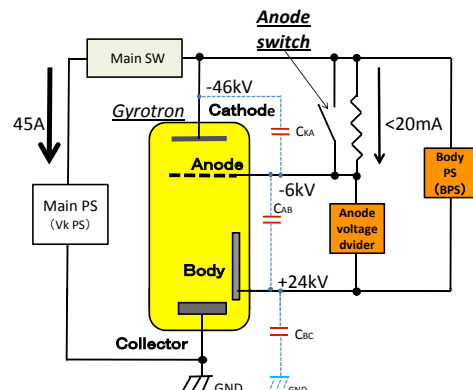 Anode
switch
Main SW
-46kV
Gyrotron
Cathode
45A
CKA
<20mA
Anode
-6kV
Main PS
(Vk PS)
CAB
Body
PS
(BPS)
Anode
voltage
dvider
Body
+24kV
CBC
Collector
GND
GND